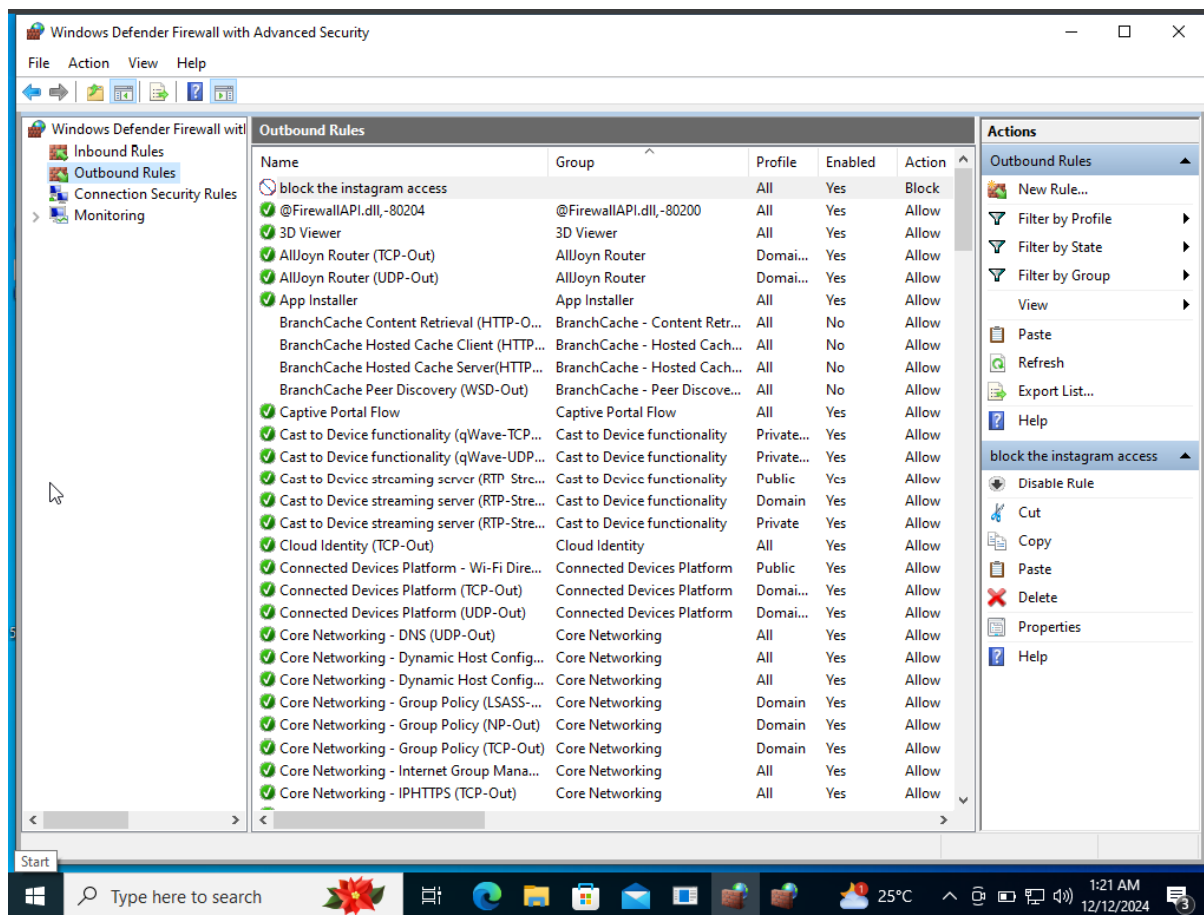 Windows Defender Firewall with Advanced Security
File Action View Help
Windows Defender Firewall witl
Inbound Rules
Outbound Rules
Connection Security Rules
Monitoring
Outbound Rules
Name Group Profile Enabled Action
block the instagram access All Yes Block
@FirewallAPI.dll,-80204 @FirewallAPI.dll,-80200 All Yes Allow
3D Viewer 3D Viewer All Yes Allow
AllJoyn Router (TCP-Out) AllJoyn Router Domai... Yes Allow
AllJoyn Router (UDP-Out) AllJoyn Router Domai... Yes Allow
App Installer App Installer All Yes Allow
BranchCache Content Retrieval (HTTP-O... BranchCache - Content Retr... All No Allow
BranchCache Hosted Cache Client (HTTP... BranchCache - Hosted Cach... All No Allow
BranchCache Hosted Cache Server(HTTP... BranchCache - Hosted Cach... All No Allow
BranchCache Peer Discovery (WSD-Out) BranchCache - Peer Discove... All No Allow
Captive Portal Flow Captive Portal Flow All Yes Allow
Cast to Device functionality (qWave-TCP... Cast to Device functionality Private... Yes Allow
Cast to Device functionality (qWave-UDP... Cast to Device functionality Private... Yes Allow
Cast to Device streaming server (RTP-Stre... Cast to Device functionality Public Yes Allow
Cast to Device streaming server (RTP-Stre... Cast to Device functionality Domain Yes Allow
Cast to Device streaming server (RTP-Stre... Cast to Device functionality Private Yes Allow
Cloud Identity (TCP-Out) Cloud Identity All Yes Allow
Connected Devices Platform - Wi-Fi Dire... Connected Devices Platform Public Yes Allow
Connected Devices Platform (TCP-Out) Connected Devices Platform Domai... Yes Allow
Connected Devices Platform (UDP-Out) Connected Devices Platform Domai... Yes Allow
Core Networking - DNS (UDP-Out) Core Networking All Yes Allow
Core Networking - Dynamic Host Config... Core Networking All Yes Allow
Core Networking - Dynamic Host Config... Core Networking All Yes Allow
Core Networking - Group Policy (LSASS-... Core Networking Domain Yes Allow
Core Networking - Group Policy (NP-Out) Core Networking Domain Yes Allow
Core Networking - Group Policy (TCP-Out) Core Networking Domain Yes Allow
Core Networking - Internet Group Mana... Core Networking All Yes Allow
Core Networking - IPHTTPS (TCP-Out) Core Networking All Yes Allow
Actions
Outbound Rules
New Rule...
Filter by Profile
Filter by State
Filter by Group
View
Paste
Refresh
Export List...
Help
block the instagram access
Disable Rule
Cut
Copy
Paste
Delete
Properties
Help
5
Start
Type here to search
1
25°C
1:21 AM
12/12/2024
3